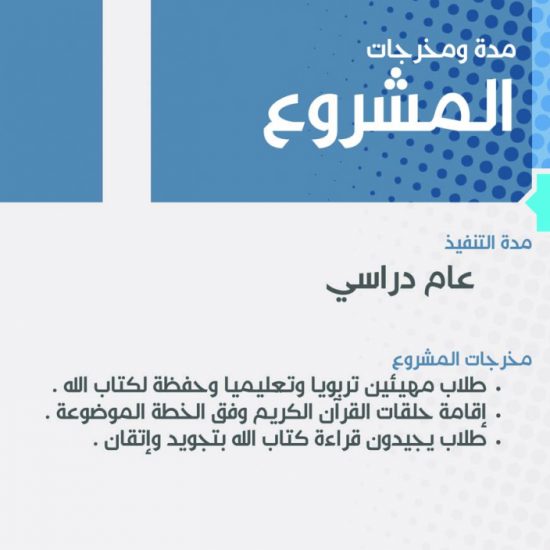 مدة ومخرجات
المشروع
مدة التنفيذ
عام دراسي
مخرجات المشروع
• طلاب مهيئين تربويا وتعليميا وحفظة لكتاب الله .
• إقامة حلقات القرآن الكريم وفق الخطة الموضوعة .
• طلاب يجيدون قراءة كتاب الله بتجويد وإتقان .